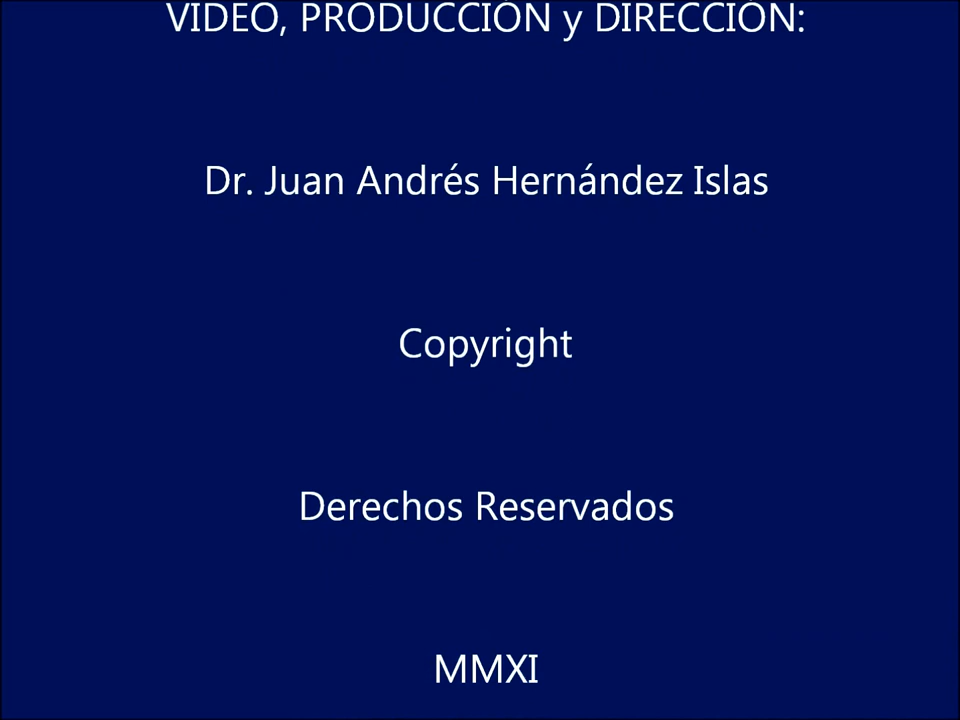 VIDEO, PRODUCCIÓN y DIRECCIÓN:
Dr. Juan Andrés Hernández Islas
Copyright
Derechos Reservados
MMXI